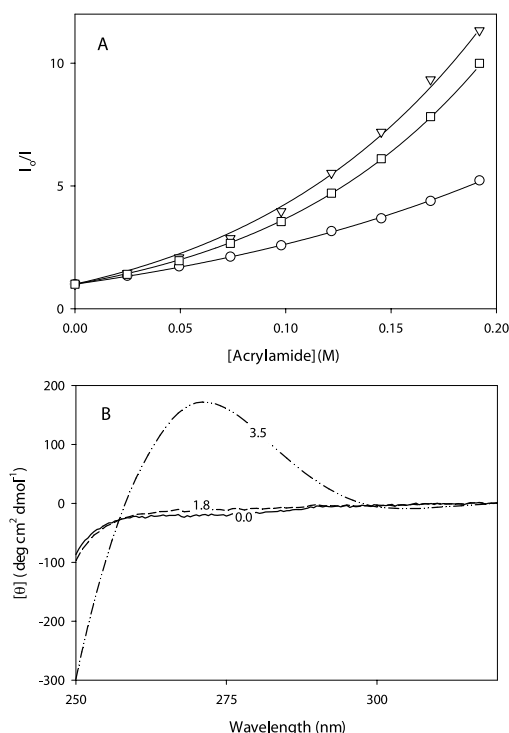 A
10
5
0
I₀/I
0.00 0.05 0.10 0.15 0.20
[Acrylamide](M)
B
200
100
0
-100
-200
-300
[θ] (deg cm² dmol⁻¹)
3.5
1.8
0.0
250 275 300
Wavelength (nm)